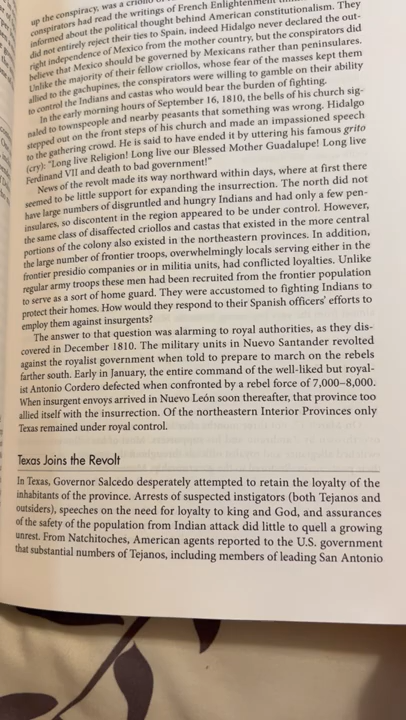 up the conspiracy, was a criollo
conspirators had read the writings of French Enlightenment
informed about the political thought behind American constitutionalism. They
did not entirely reject their ties to Spain, indeed Hidalgo never declared the out-
right independence of Mexico from the mother country, but the conspirators did
believe that Mexico should be governed by Mexicans rather than peninsulares.
Unlike the majority of their fellow criollos, whose fear of the masses kept them
allied to the gachupines, the conspirators were willing to gamble on their ability
to control the Indians and castas who would bear the burden of fighting.
In the early morning hours of September 16, 1810, the bells of his church sig-
naled to townspeople and nearby peasants that something was wrong. Hidalgo
stepped out on the front steps of his church and made an impassioned speech
to the gathering crowd. He is said to have ended it by uttering his famous grito
(cry): "Long live Religion! Long live our Blessed Mother Guadalupe! Long live
Ferdinand VII and death to bad government!"
News of the revolt made its way northward within days, where at first there
seemed to be little support for expanding the insurrection. The north did not
have large numbers of disgruntled and hungry Indians and had only a few pen-
insulares, so discontent in the region appeared to be under control. However,
the same class of disaffected criollos and castas that existed in the more central
portions of the colony also existed in the northeastern provinces. In addition,
the large number of frontier troops, overwhelmingly locals serving either in the
frontier presidio companies or in militia units, had conflicted loyalties. Unlike
regular army troops these men had been recruited from the frontier population
to serve as a sort of home guard. They were accustomed to fighting Indians to
protect their homes. How would they respond to their Spanish officers' efforts to
employ them against insurgents?
The answer to that question was alarming to royal authorities, as they dis-
covered in December 1810. The military units in Nuevo Santander revolted
against the royalist government when told to prepare to march on the rebels
farther south. Early in January, the entire command of the well-liked but royal-
ist Antonio Cordero defected when confronted by a rebel force of 7,000–8,000.
When insurgent envoys arrived in Nuevo León soon thereafter, that province too
allied itself with the insurrection. Of the northeastern Interior Provinces only
Texas remained under royal control.
Texas Joins the Revolt
In Texas, Governor Salcedo desperately attempted to retain the loyalty of the
inhabitants of the province. Arrests of suspected instigators (both Tejanos and
outsiders), speeches on the need for loyalty to king and God, and assurances
of the safety of the population from Indian attack did little to quell a growing
unrest. From Natchitoches, American agents reported to the U.S. government
that substantial numbers of Tejanos, including members of leading San Antonio